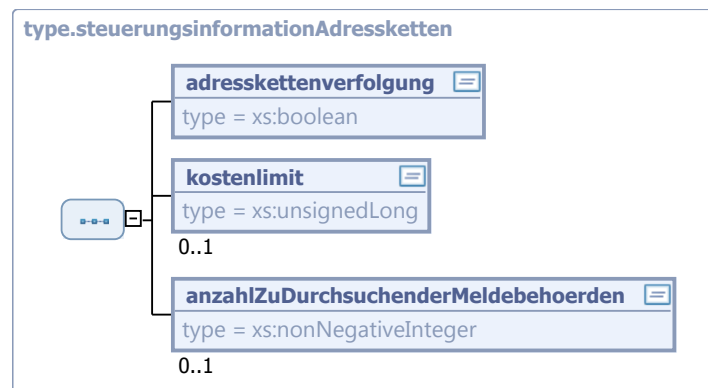 type.steuerungsinformationAdressketten
adresskettenverfolgung
type = xs:boolean
kostenlimit
type = xs:unsignedLong
0..1
anzahlZuDurchsuchenderMeldebehoerden
type = xs:nonNegativeInteger
0..1